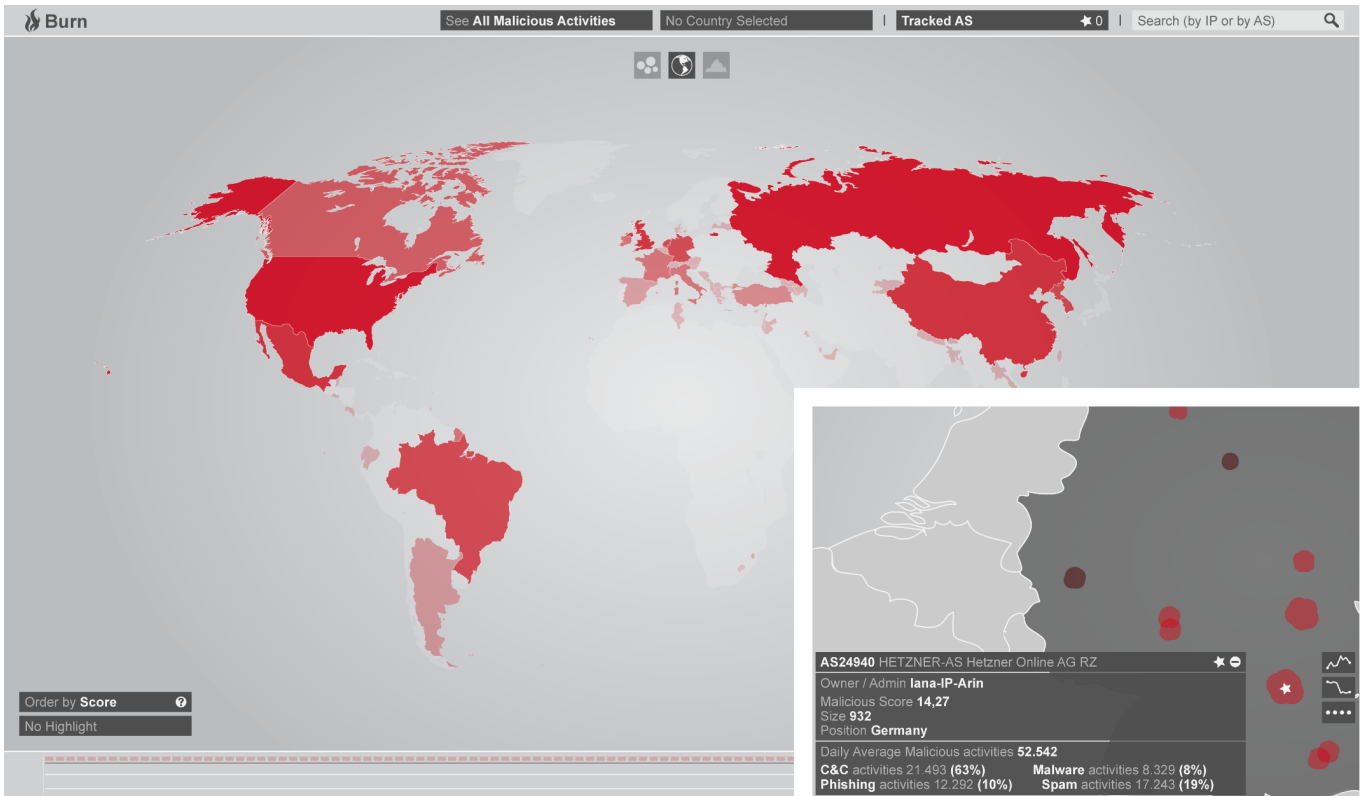 Burn
See All Malicious Activities
No Country Selected
Tracked AS
0
Search (by IP or by AS)
Order by Score
?
No Highlight
AS24940 HETZNER-AS Hetzner Online AG RZ
Owner / Admin Iana-IP-Arin
Malicious Score 14,27
Size 932
Position Germany
Daily Average Malicious activities 52.542
C&C activities 21.493 (63%) Malware activities 8.329 (8%)
Phishing activities 12.292 (10%) Spam activities 17.243 (19%)